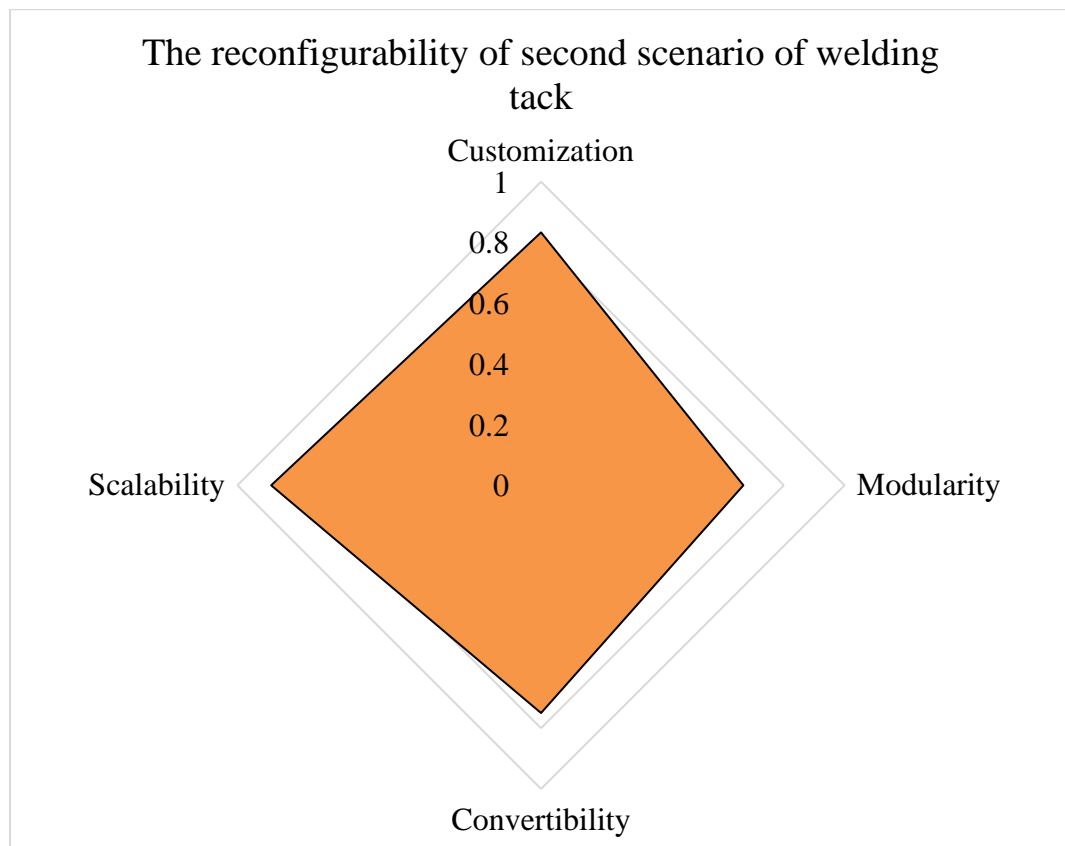 The reconfigurability of second scenario of welding
tack
Customization
1
0.8
0.6
0.4
0.2
0
Scalability
Modularity
Convertibility